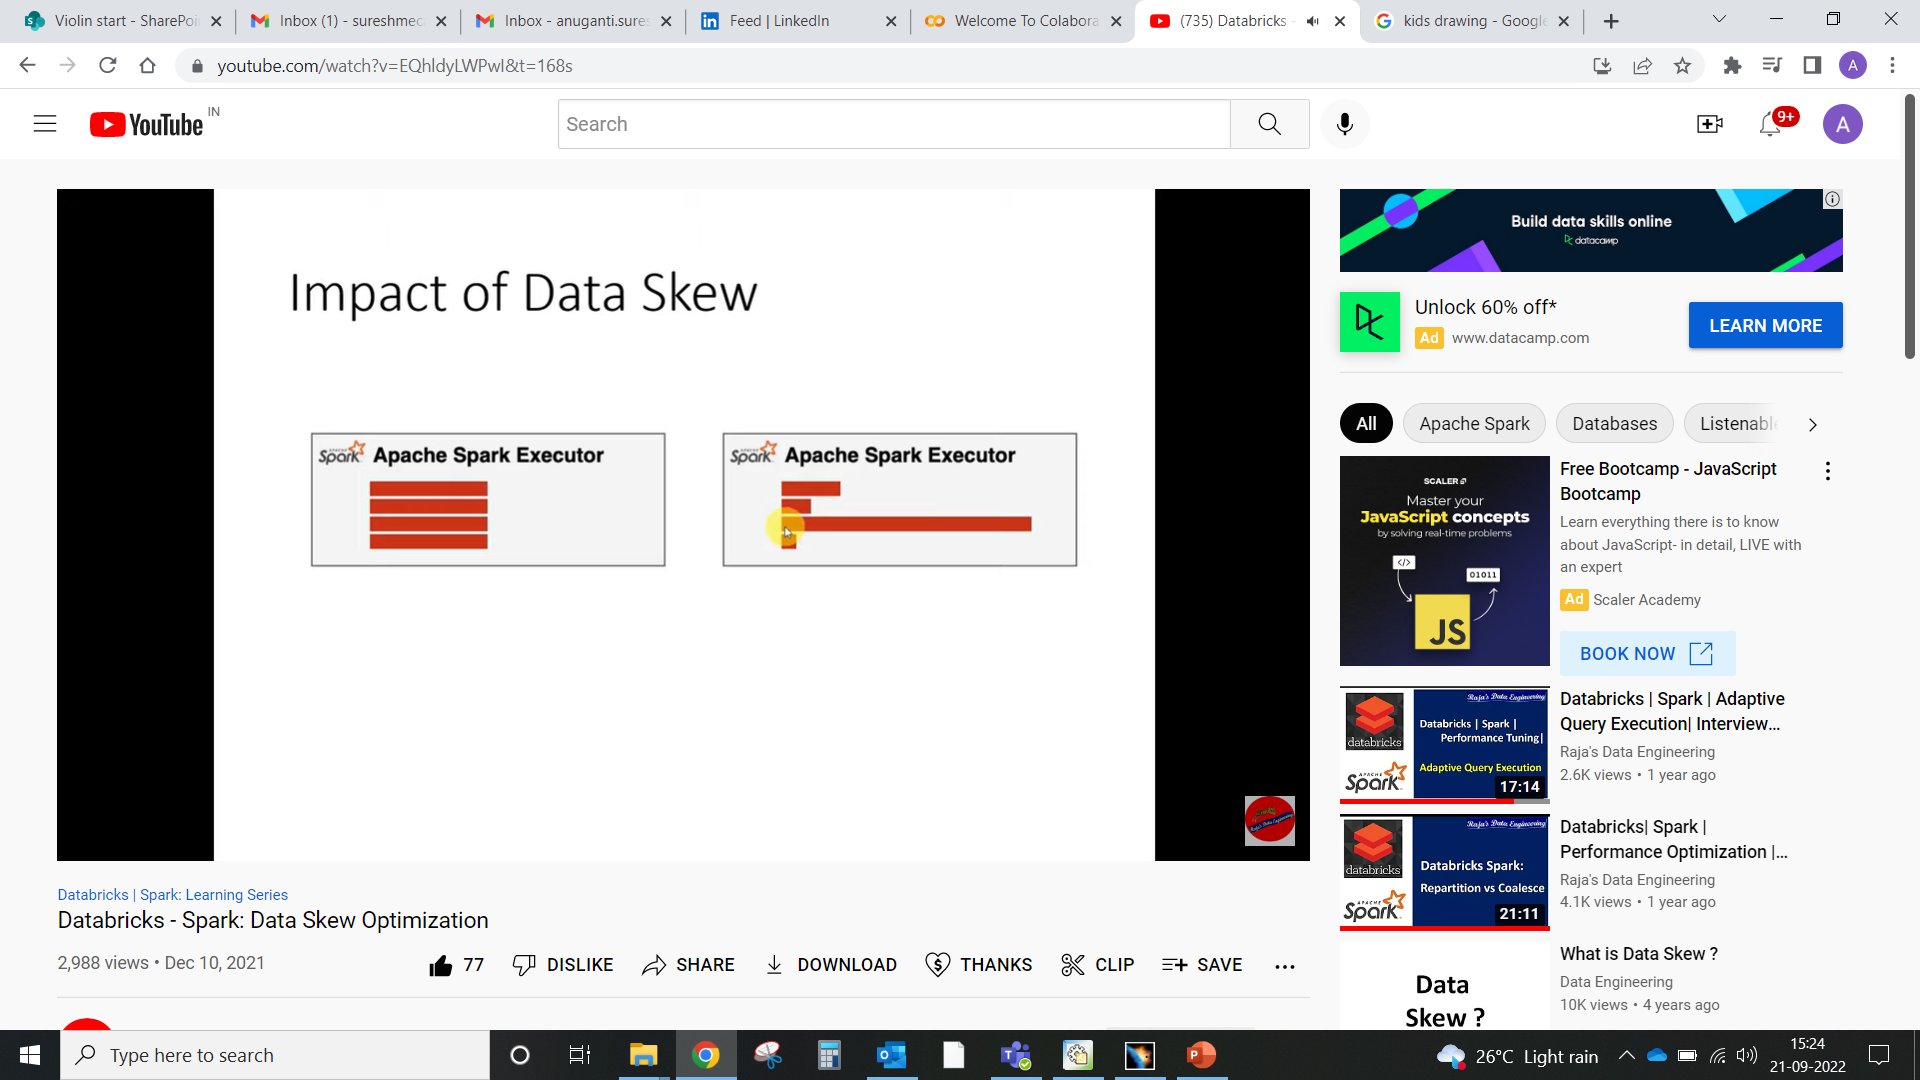 Violin start - SharePoi
Inbox (1) - sureshmec
Inbox - anuganti.sures
Feed | LinkedIn
Welcome To Colabora
(735) Databricks -
kids drawing - Google
youtube.com/watch?v=EQhldyLWPwI&t=168s
A
YouTube IN
Search
9+
A
Impact of Data Skew
APACHE Spark Apache Spark Executor
APACHE Spark Apache Spark Executor
Raja's Data Engineering
Databricks | Spark: Learning Series
Databricks - Spark: Data Skew Optimization
2,988 views • Dec 10, 2021
77
DISLIKE
SHARE
DOWNLOAD
THANKS
CLIP
SAVE
Build data skills online
datacamp
Unlock 60% off*
Ad www.datacamp.com
LEARN MORE
All
Apache Spark
Databases
Listenable
SCALER
Master your
JavaScript concepts
by solving real-time problems
</>
01011
JS
Free Bootcamp - JavaScript
Bootcamp
Learn everything there is to know
about JavaScript- in detail, LIVE with
an expert
Ad Scaler Academy
BOOK NOW
Raja's Data Engineering
databricks
Databricks | Spark |
Performance Tuning|
Adaptive Query Execution
APACHE Spark
17:14
Databricks | Spark | Adaptive
Query Execution| Interview...
Raja's Data Engineering
2.6K views • 1 year ago
Raja's Data Engineering
databricks
Databricks Spark:
Repartition vs Coalesce
APACHE Spark
21:11
Databricks| Spark |
Performance Optimization |...
Raja's Data Engineering
4.1K views • 1 year ago
Data
Skew ?
What is Data Skew ?
Data Engineering
10K views • 4 years ago
Type here to search
26°C Light rain
15:24
21-09-2022